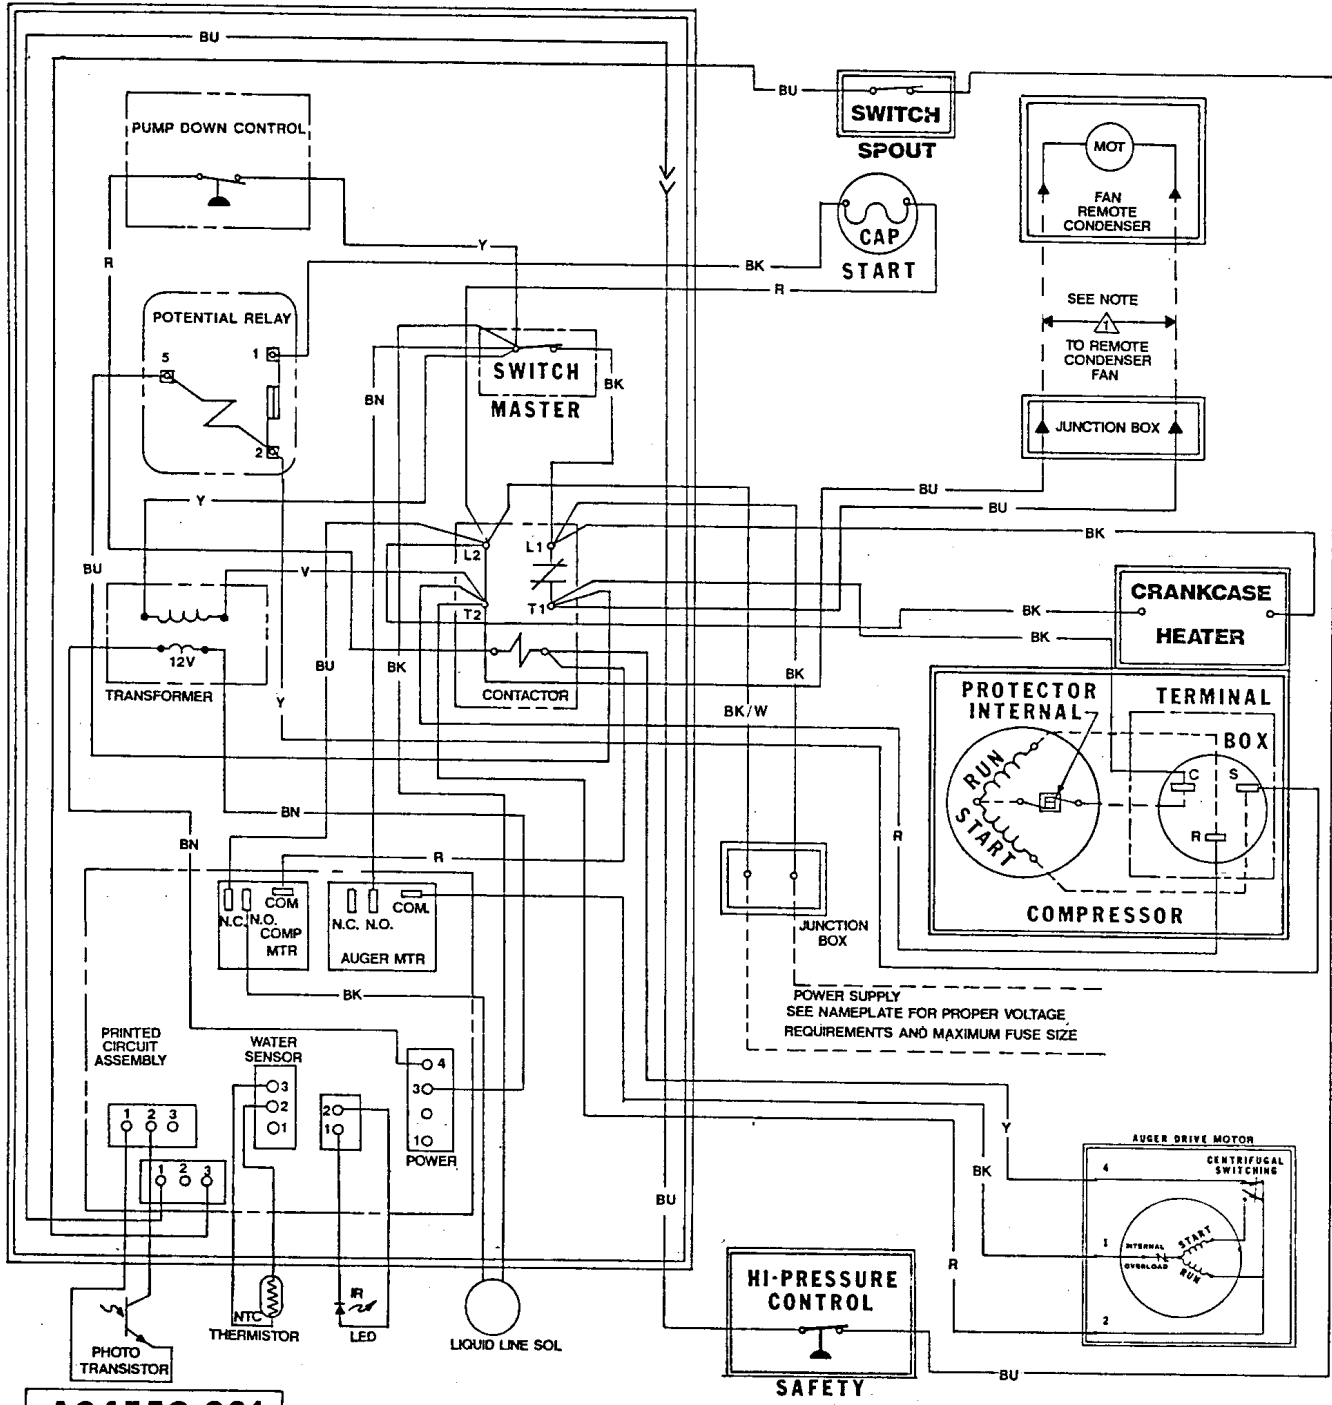 BU
BU
SWITCH
SPOUT
PUMP DOWN CONTROL
MOT
FAN
REMOTE
CONDENSER
CAP
START
Y
R
BK
R
SEE NOTE
1
TO REMOTE
CONDENSER
FAN
POTENTIAL RELAY
5
1
2
SWITCH
MASTER
BK
BN
JUNCTION BOX
Y
BU
BU
BK
L2
L1
T2
T1
BU
V
CRANKCASE
HEATER
BK
BK
12V
TRANSFORMER
BU
BK
CONTACTOR
BK
BK/W
Y
PROTECTOR
INTERNAL
TERMINAL
BOX
RUN
START
C
S
R
COMPRESSOR
R
BN
BN
R
N.C.
N.O.
COM
COMP
MTR
N.C. N.O.
COM.
AUGER MTR
JUNCTION
BOX
BK
POWER SUPPLY
SEE NAMEPLATE FOR PROPER VOLTAGE
REQUIREMENTS AND MAXIMUM FUSE SIZE
PRINTED
CIRCUIT
ASSEMBLY
WATER
SENSOR
3
2
1
4
3
1
POWER
2
1
1 2 3
1 2 3
Y
BK
R
BU
AUGER DRIVE MOTOR
CENTRIFUGAL
SWITCHING
4
1
2
INTERNAL
OVERLOAD
START
RUN
HI-PRESSURE
CONTROL
SAFETY
BU
NTC
THERMISTOR
IR
LED
LIQUID LINE SOL
PHOTO
TRANSISTOR